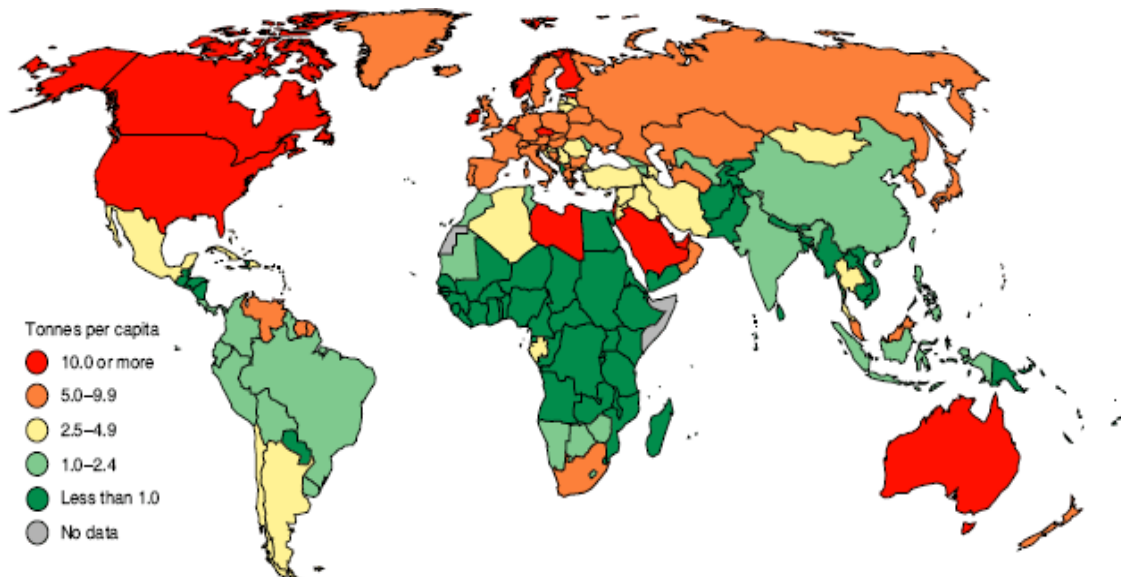 Tonnes per capita
10.0 or more
5.0–9.9
2.5–4.9
1.0–2.4
Less than 1.0
No data